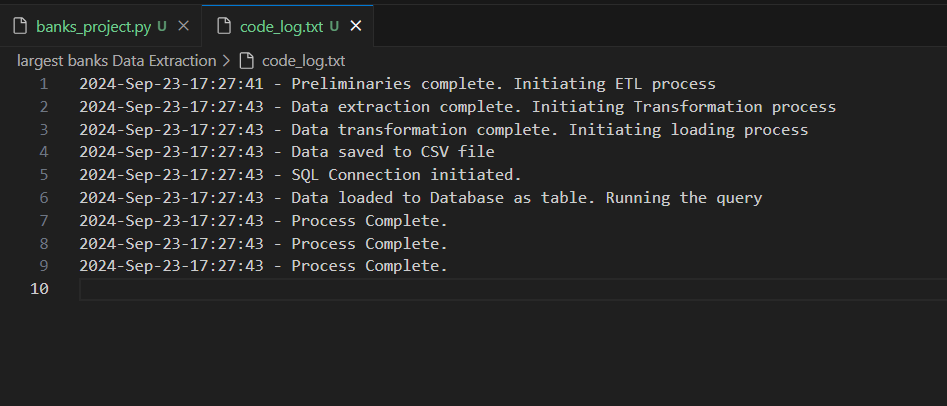 banks_project.py U × code_log.txt U ×
largest banks Data Extraction > code_log.txt
1 2024-Sep-23-17:27:41 - Preliminaries complete. Initiating ETL process
2 2024-Sep-23-17:27:43 - Data extraction complete. Initiating Transformation process
3 2024-Sep-23-17:27:43 - Data transformation complete. Initiating loading process
4 2024-Sep-23-17:27:43 - Data saved to CSV file
5 2024-Sep-23-17:27:43 - SQL Connection initiated.
6 2024-Sep-23-17:27:43 - Data loaded to Database as table. Running the query
7 2024-Sep-23-17:27:43 - Process Complete.
8 2024-Sep-23-17:27:43 - Process Complete.
9 2024-Sep-23-17:27:43 - Process Complete.
10